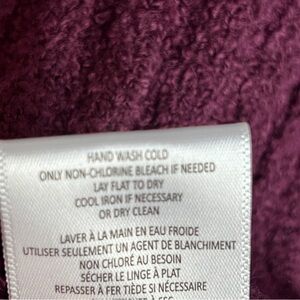 HAND WASH COLD
ONLY NON-CHLORINE BLEACH IF NEEDED
LAY FLAT TO DRY
COOL IRON IF NECESSARY
OR DRY CLEAN
LAVER À LA MAIN EN EAU FROIDE
UTILISER SEULEMENT UN AGENT DE BLANCHIMENT
NON CHLORÉ AU BESOIN
SÉCHER LE LINGE À PLAT
REPASSER À FER TIÈDE SI NÉCESSAIRE